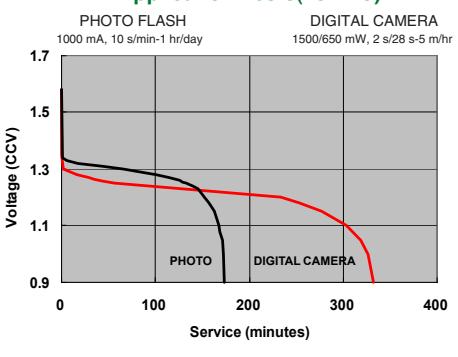 PHOTO FLASH
1000 mA, 10 s/min-1 hr/day
DIGITAL CAMERA
1500/650 mW, 2 s/28 s-5 m/hr
1.7
1.5
1.3
1.1
0.9
Voltage (CCV)
PHOTO
DIGITAL CAMERA
0
100
200
300
400
Service (minutes)